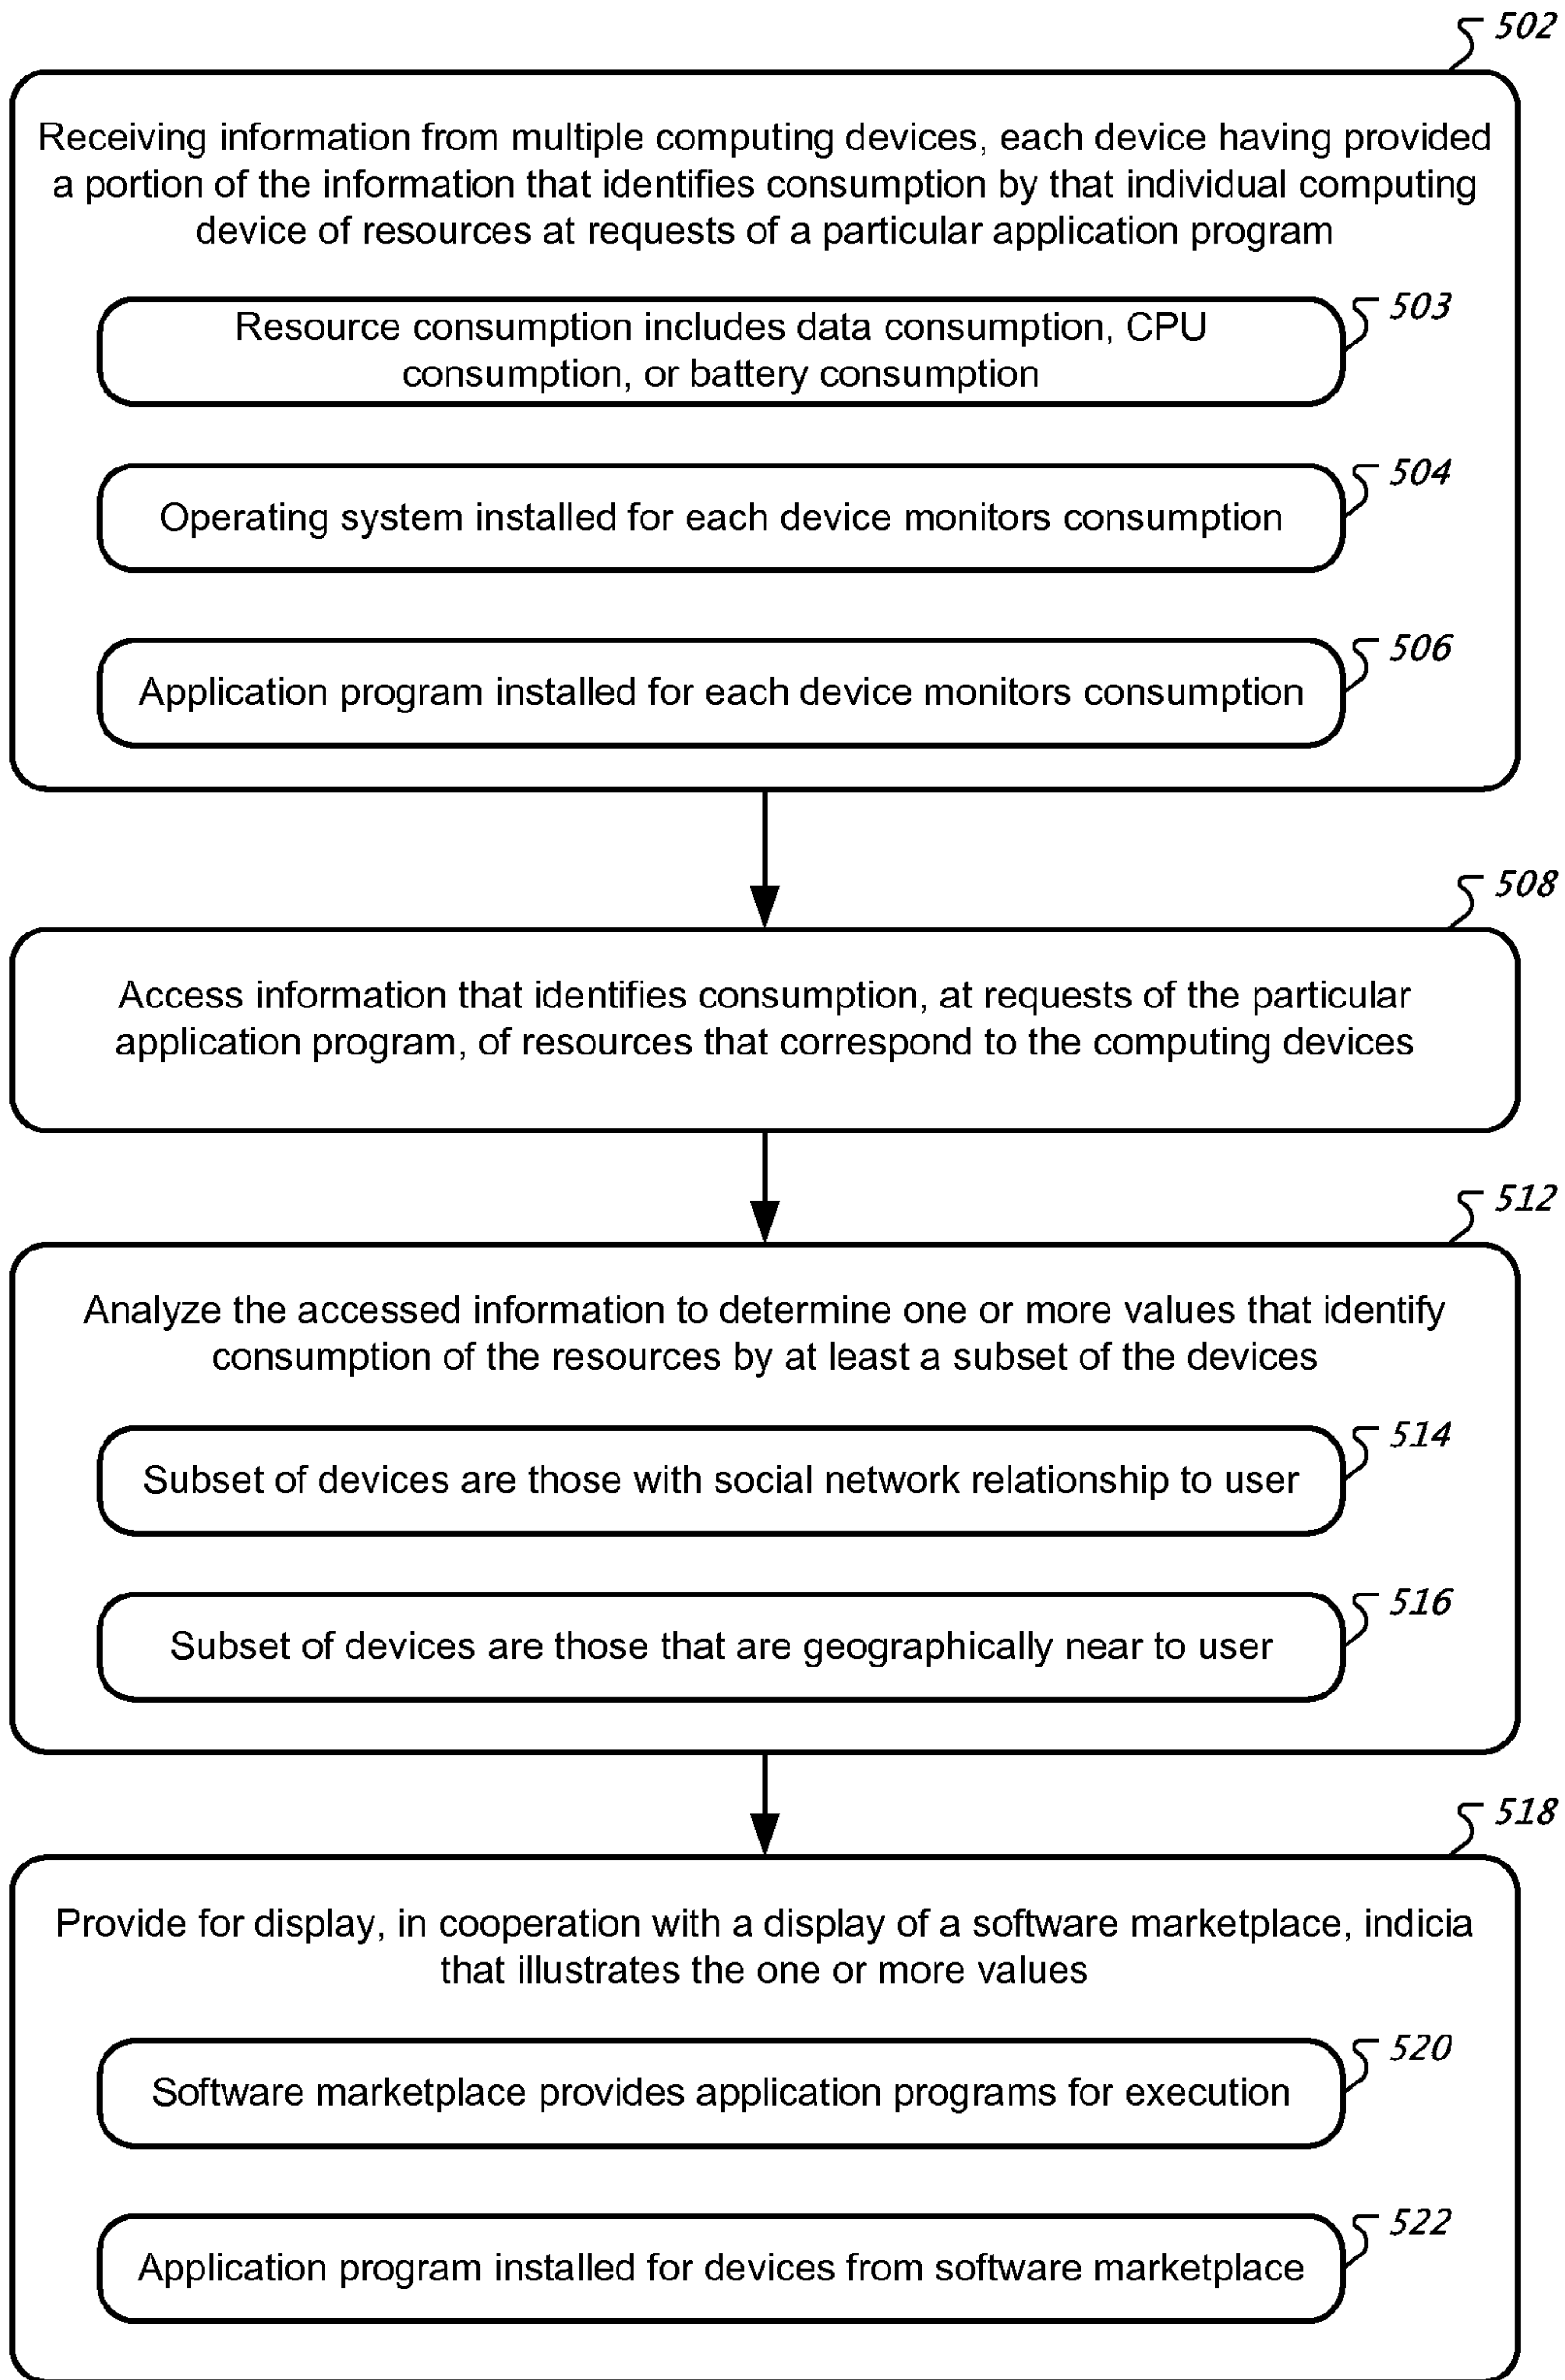 502
Receiving information from multiple computing devices, each device having provided
a portion of the information that identifies consumption by that individual computing
device of resources at requests of a particular application program
503
Resource consumption includes data consumption, CPU
consumption, or battery consumption
504
Operating system installed for each device monitors consumption
506
Application program installed for each device monitors consumption
508
Access information that identifies consumption, at requests of the particular
application program, of resources that correspond to the computing devices
512
Analyze the accessed information to determine one or more values that identify
consumption of the resources by at least a subset of the devices
514
Subset of devices are those with social network relationship to user
516
Subset of devices are those that are geographically near to user
518
Provide for display, in cooperation with a display of a software marketplace, indicia
that illustrates the one or more values
520
Software marketplace provides application programs for execution
522
Application program installed for devices from software marketplace